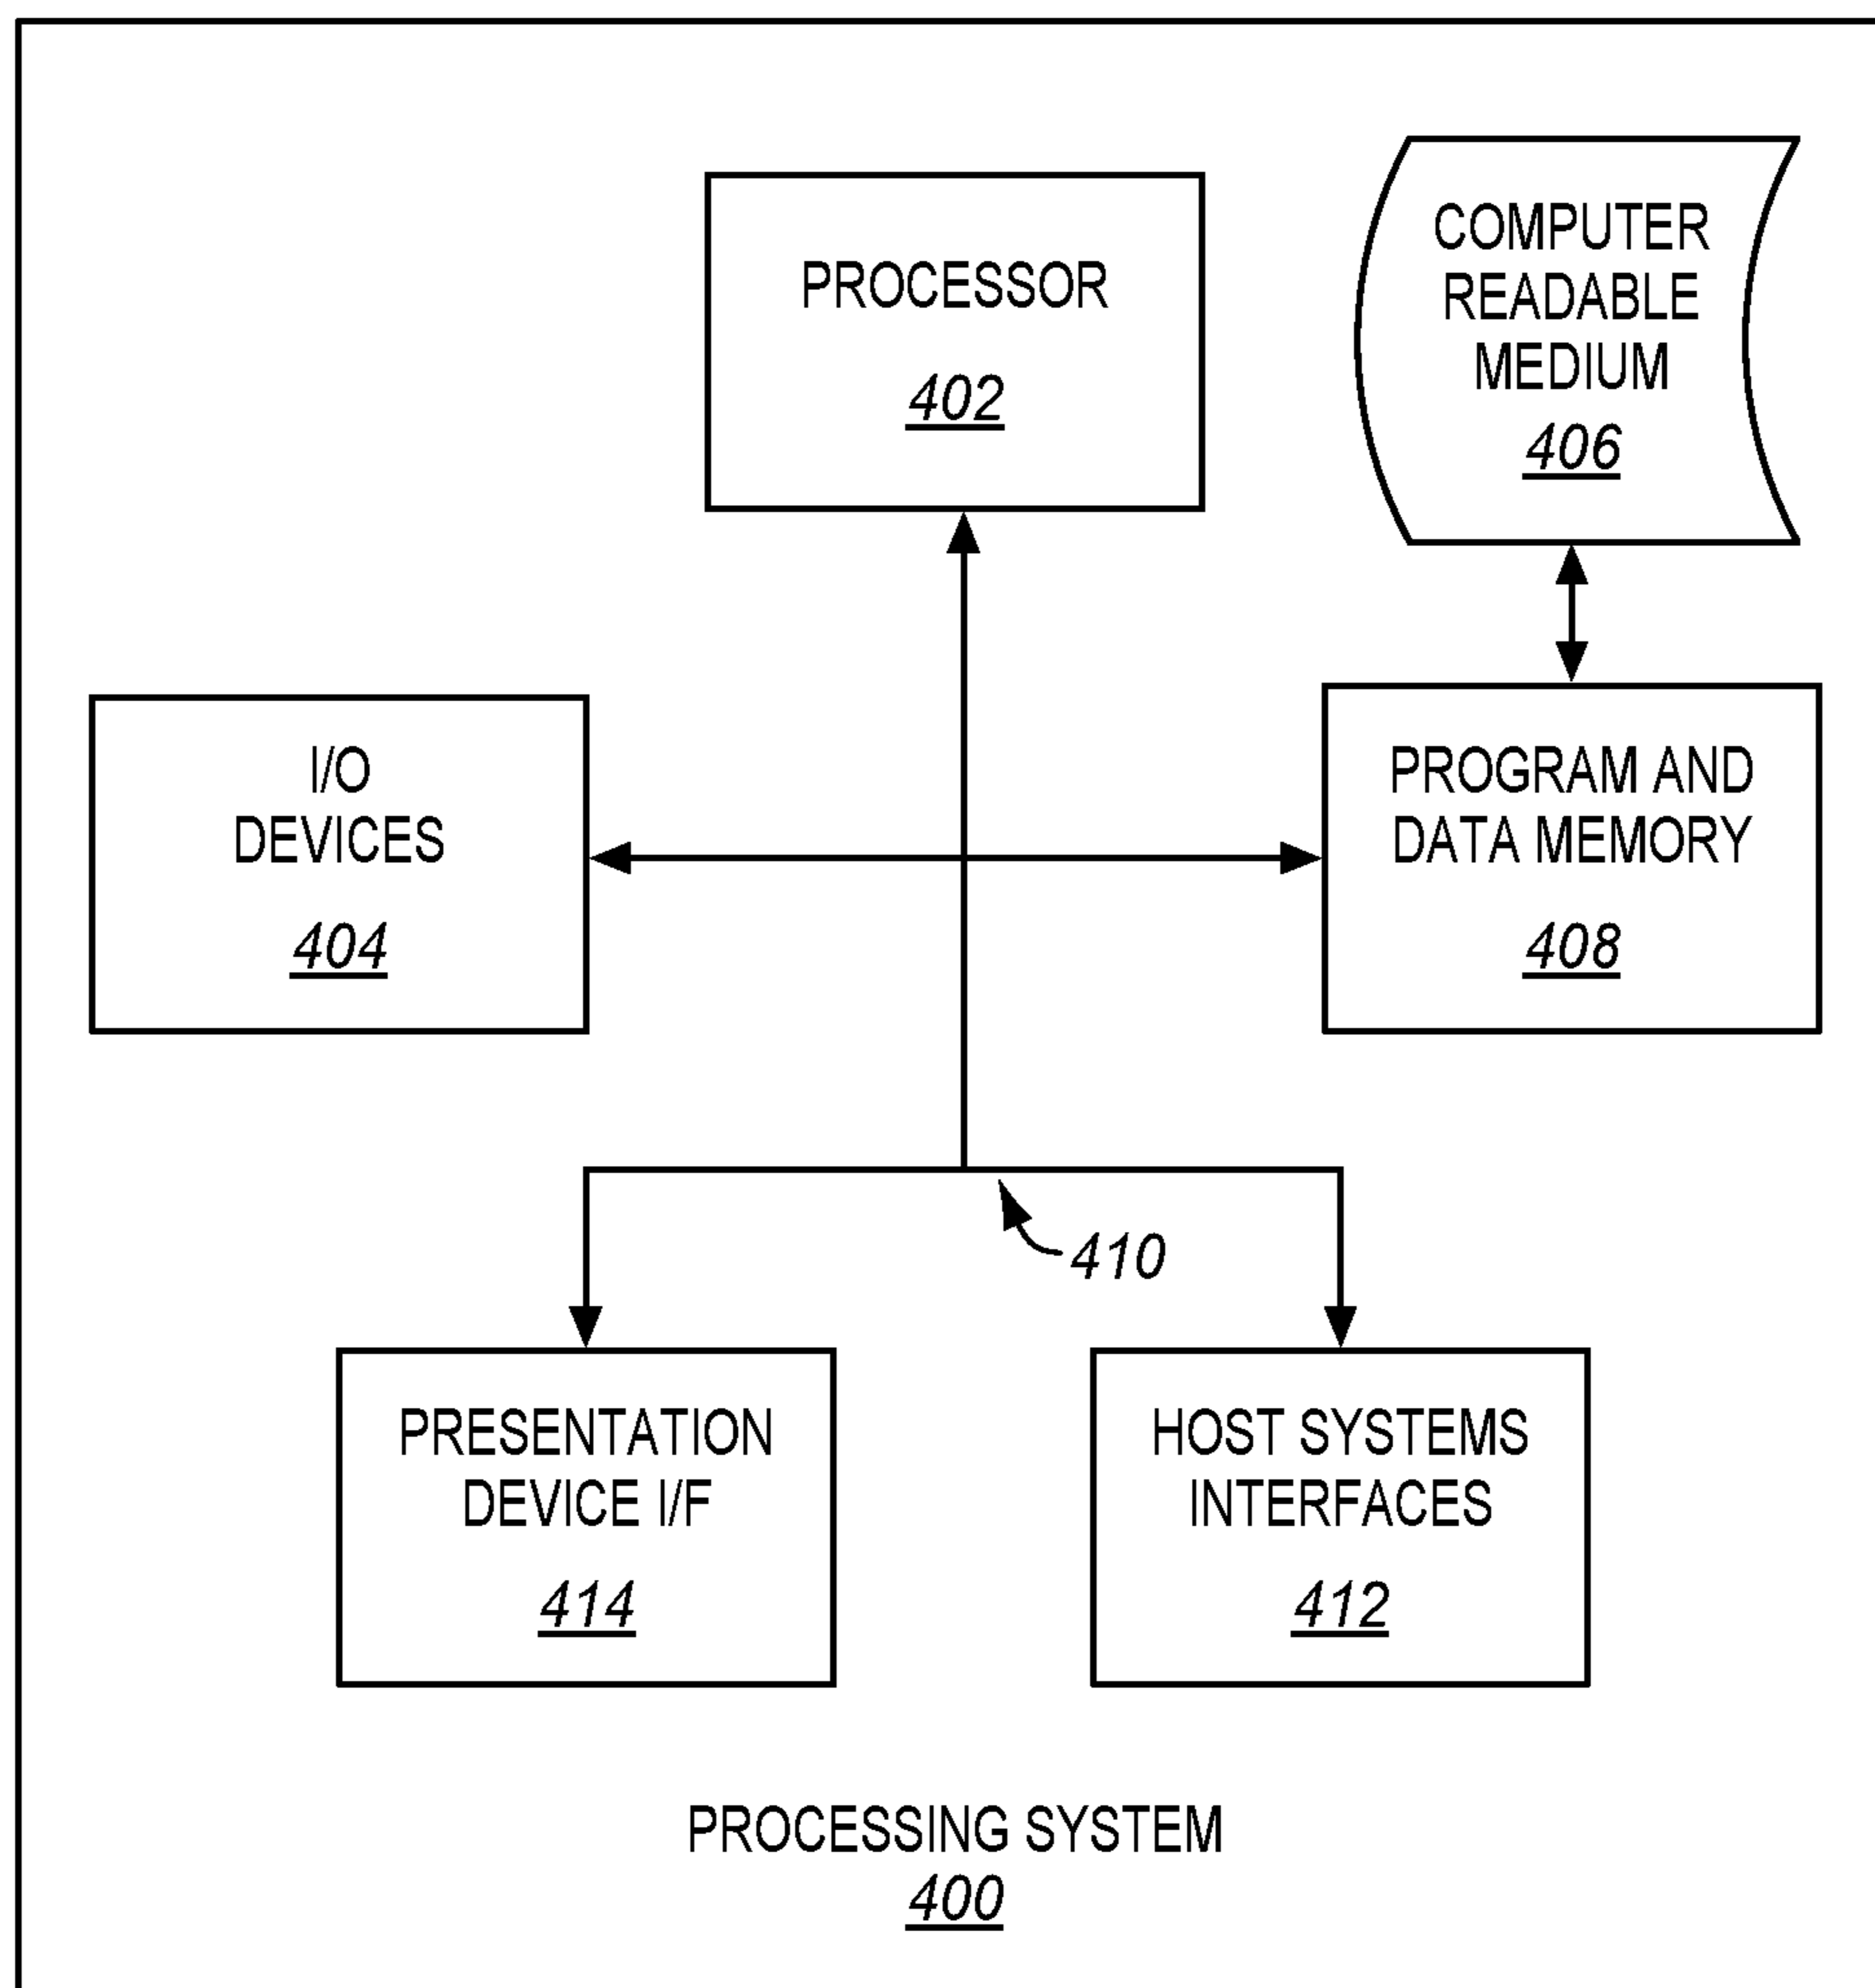 PROCESSOR
402
COMPUTER
READABLE
MEDIUM
406
I/O
DEVICES
404
PROGRAM AND
DATA MEMORY
408
410
PRESENTATION
DEVICE I/F
414
HOST SYSTEMS
INTERFACES
412
PROCESSING SYSTEM
400